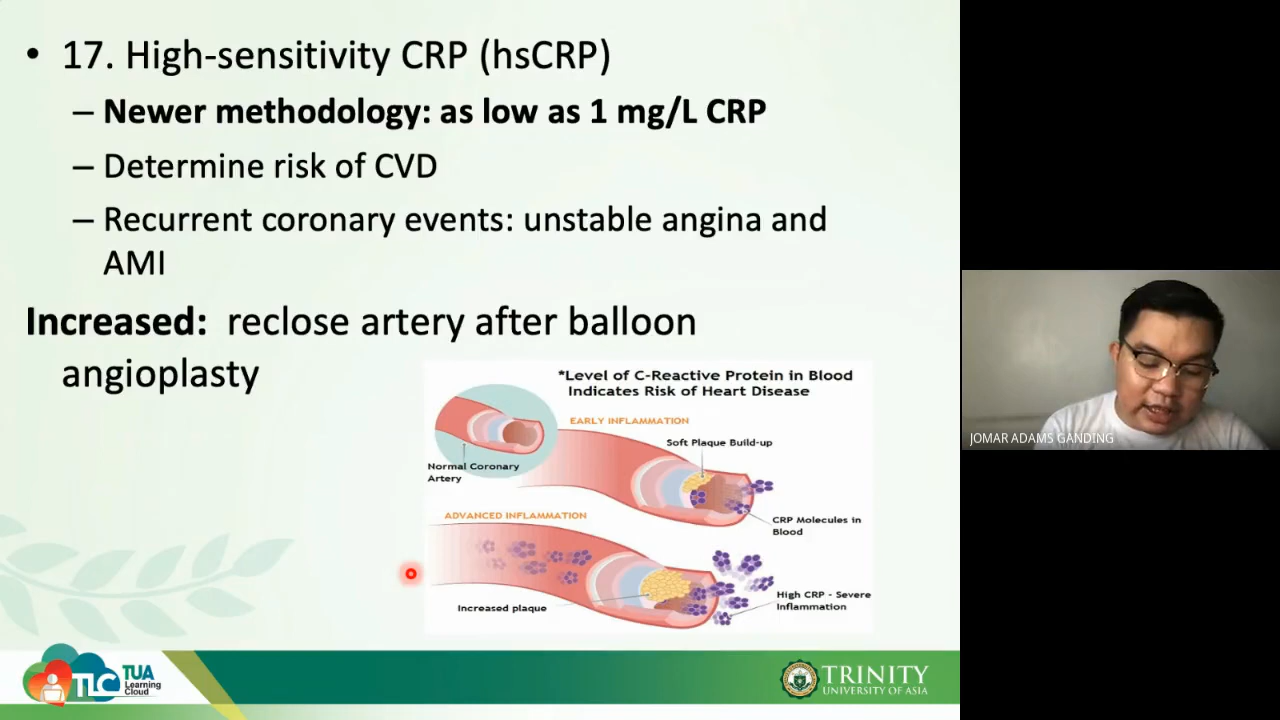 • 17. High-sensitivity CRP (hsCRP)
– Newer methodology: as low as 1 mg/L CRP
– Determine risk of CVD
– Recurrent coronary events: unstable angina and
AMI
Increased: reclose artery after balloon
angioplasty
*Level of C-Reactive Protein in Blood
Indicates Risk of Heart Disease
EARLY INFLAMMATION
Soft Plaque Build-up
Normal Coronary
Artery
ADVANCED INFLAMMATION
CRP Molecules in
Blood
Increased plaque
High CRP - Severe
Inflammation
JOMAR ADAMS GANDING
TLC
TUA
Learning
Cloud
TRINITY
UNIVERSITY OF ASIA